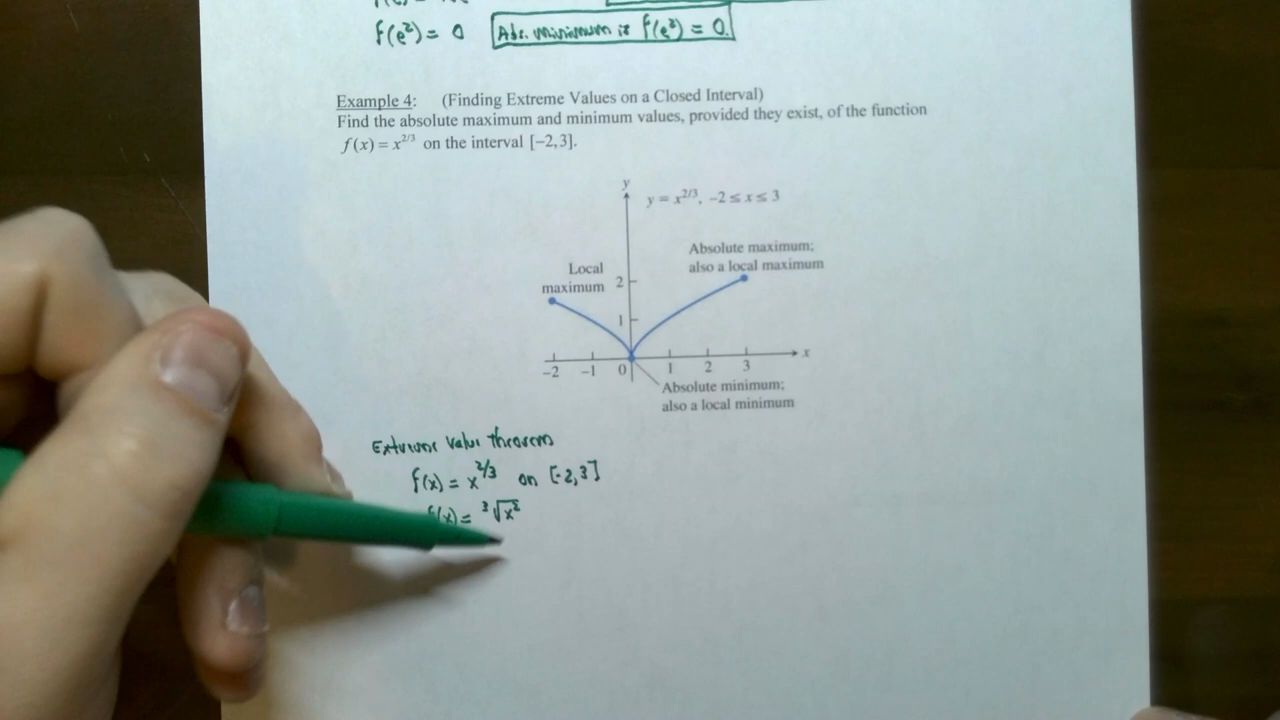 f(e²) = 0 Abs. minimum is f(e²) = 0.
Example 4: (Finding Extreme Values on a Closed Interval)
Find the absolute maximum and minimum values, provided they exist, of the function
f(x) = x^{2/3} on the interval [−2,3].
y
y = x^{2/3}, −2 ≤ x ≤ 3
Absolute maximum;
also a local maximum
Local
maximum
2
1
−2 −1 0 1 2 3 x
Absolute minimum;
also a local minimum
Extreme Value Theorem
f(x) = x^{2/3} on [-2,3]
f(x) = ³√x²